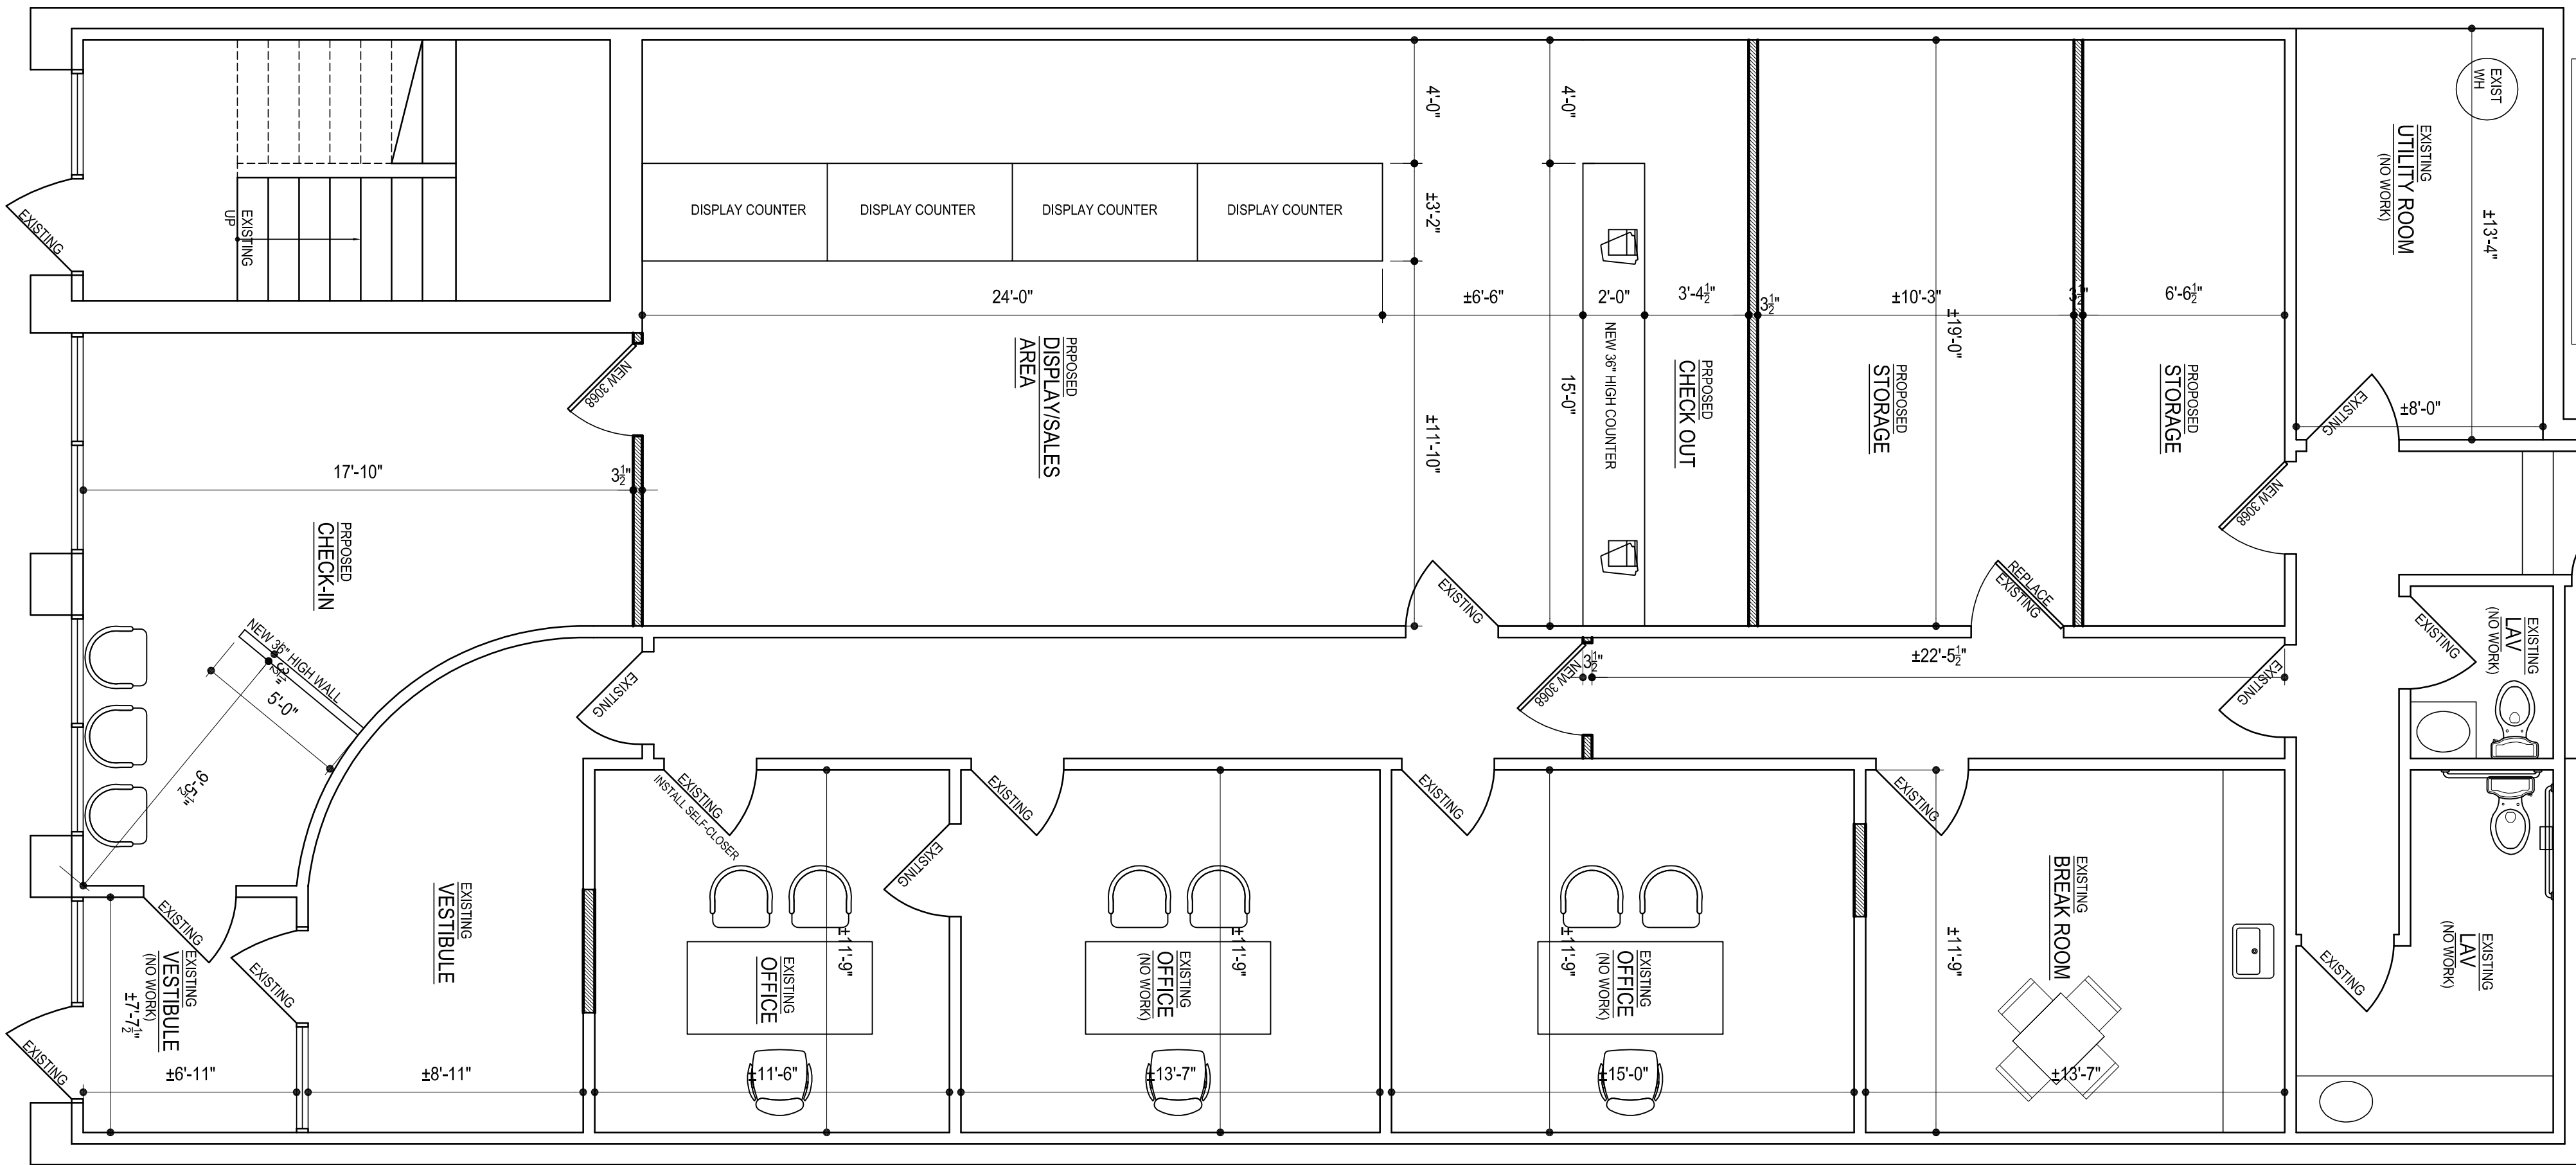 EXISTING
EXISTING
UP
DISPLAY COUNTER
DISPLAY COUNTER
DISPLAY COUNTER
DISPLAY COUNTER
4'-0"
±3'-2"
±11'-10"
4'-0"
15'-0"
24'-0"
±6'-6"
2'-0"
3'-4½"
3½"
±10'-3"
3½"
6'-6½"
±19'-0"
NEW 36" HIGH COUNTER
PRPOSED
DISPLAY/SALES
AREA
PRPOSED
CHECK OUT
PROPOSED
STORAGE
PROPOSED
STORAGE
EXIST
WH
EXISTING
UTILITY ROOM
(NO WORK)
±13'-4"
±8'-0"
EXISTING
NEW 3068
NEW 3068
17'-10"
3½"
PRPOSED
CHECK-IN
NEW 36" HIGH WALL
3½"
5'-0"
9'-5½"
EXISTING
REPLACE
EXISTING
EXISTING
NEW 3068
3½"
±22'-5½"
EXISTING
EXISTING
EXISTING
LAV
(NO WORK)
EXISTING
INSTALL SELF-CLOSER
EXISTING
EXISTING
EXISTING
EXISTING
EXISTING
EXISTING
EXISTING
EXISTING
VESTIBULE
(NO WORK)
±7'-7½"
EXISTING
±6'-11"
EXISTING
VESTIBULE
±8'-11"
EXISTING
OFFICE
±11'-9"
±11'-6"
EXISTING
OFFICE
(NO WORK)
±11'-9"
±13'-7"
EXISTING
OFFICE
(NO WORK)
±11'-9"
±15'-0"
EXISTING
BREAK ROOM
±11'-9"
±13'-7"
EXISTING
EXISTING
LAV
(NO WORK)